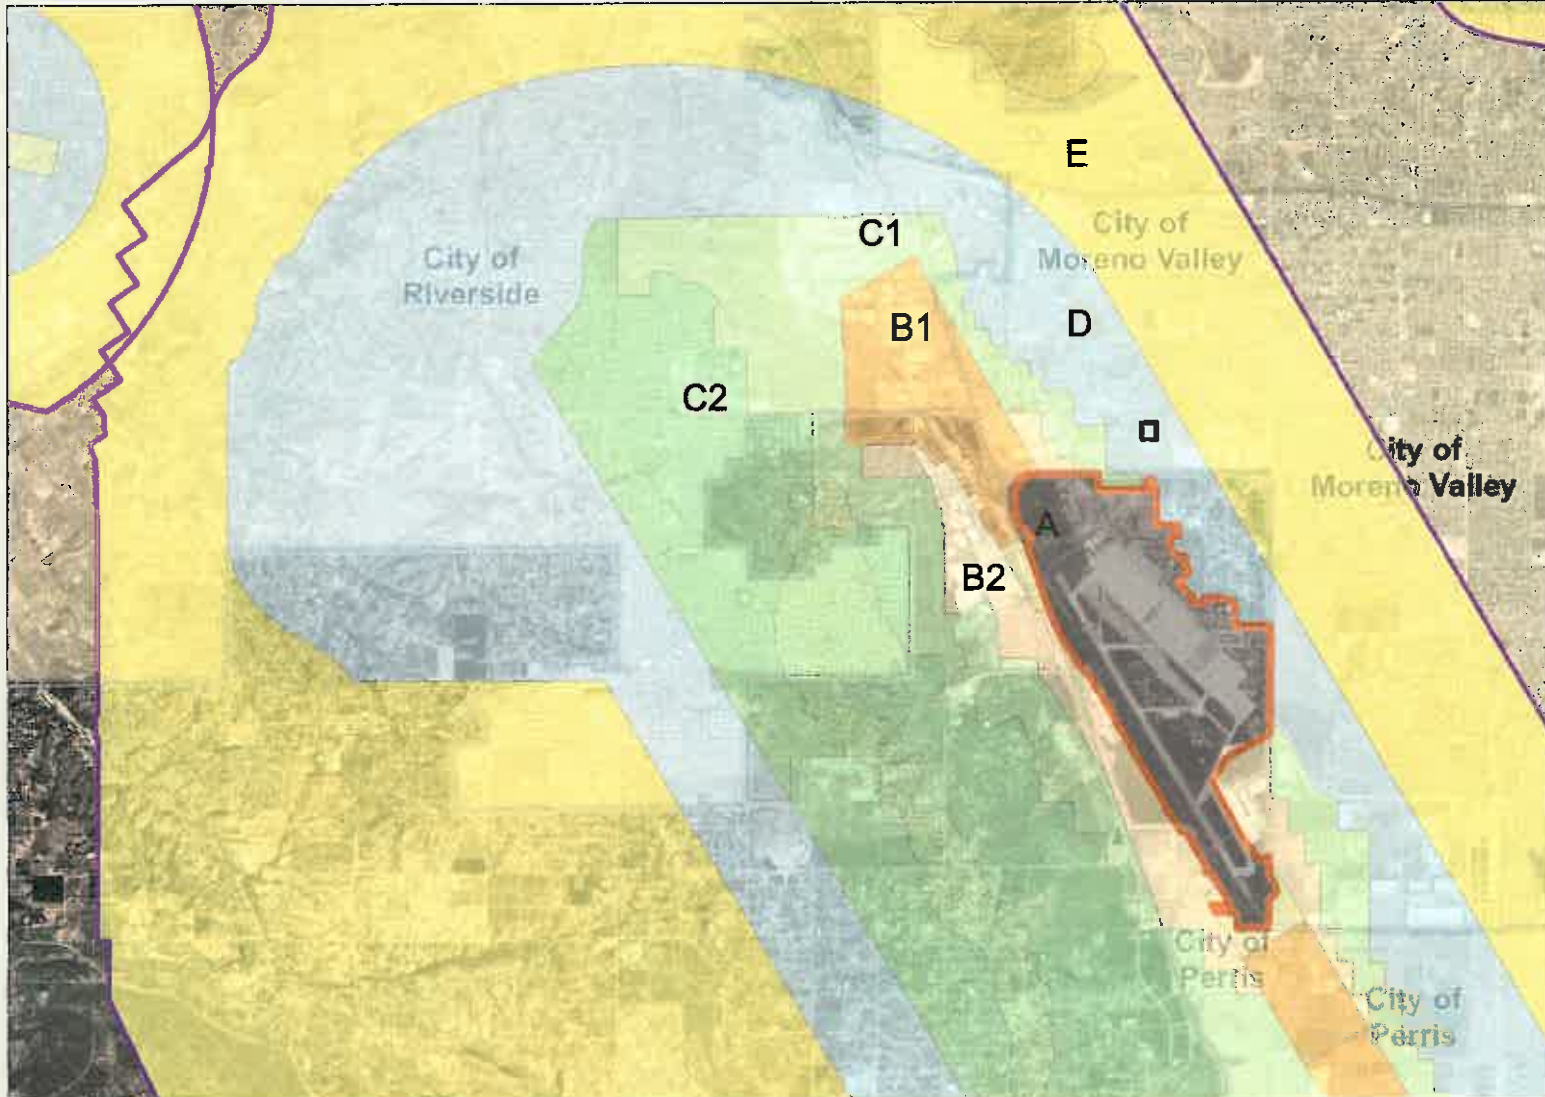 E
City of
Moreno Valley
C1
City of
Riverside
D
B1
C2
City of
Moreno Valley
A
B2
City of
Perris
City of
Perris